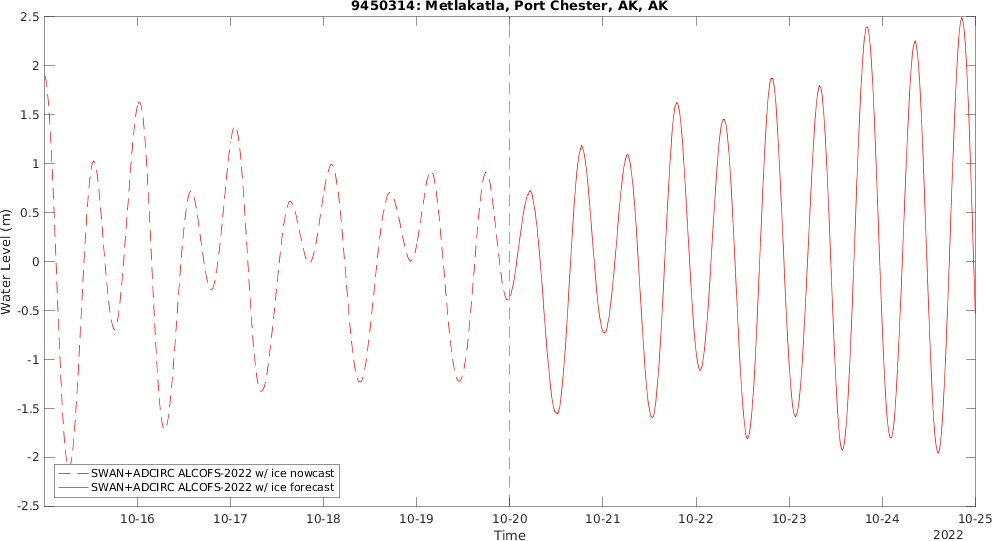 9450314: Metlakatla, Port Chester, AK, AK
2.5
2
1.5
1
0.5
0
-0.5
-1
-1.5
-2
-2.5
Water Level (m)
SWAN+ADCIRC ALCOFS-2022 w/ ice nowcast
SWAN+ADCIRC ALCOFS-2022 w/ ice forecast
10-16 10-17 10-18 10-19 10-20 10-21 10-22 10-23 10-24 10-25
Time
2022